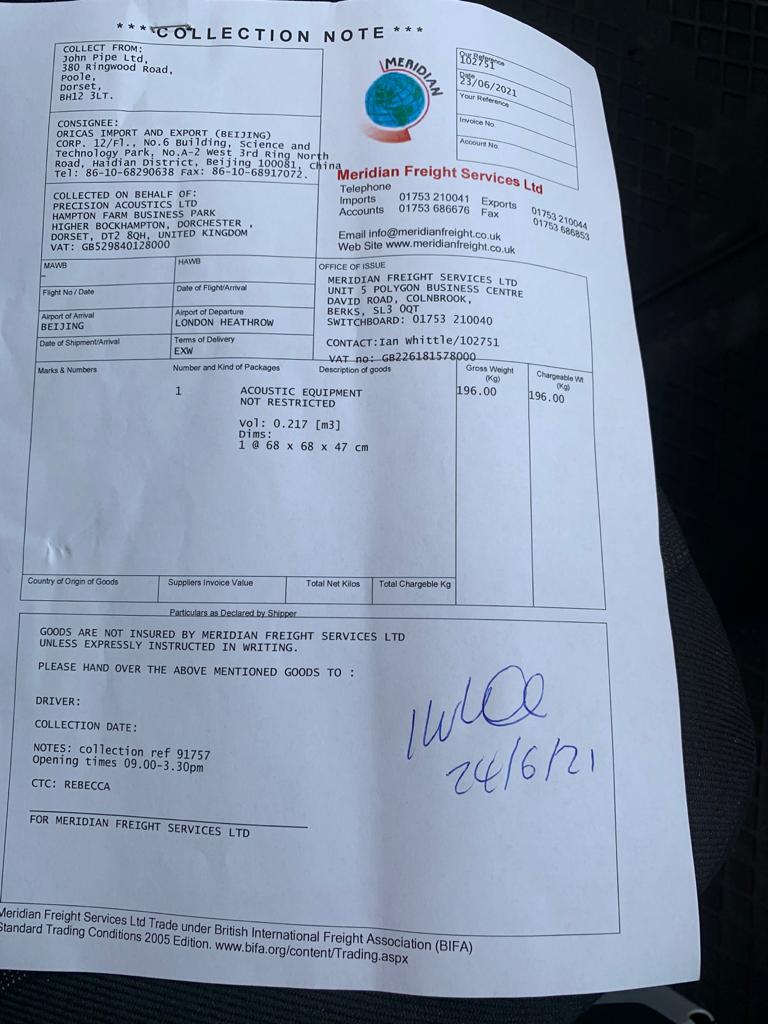 *** COLLECTION NOTE ***
COLLECT FROM:
John Pipe Ltd,
380 Ringwood Road,
Poole,
Dorset,
BH12 3LT.
MERIDIAN
Our Reference
102751
Date
23/06/2021
Your Reference
Invoice No.
Account No.
CONSIGNEE:
ORICAS IMPORT AND EXPORT (BEIJING)
CORP. 12/Fl., No.6 Building, Science and
Technology Park, No.A-2 West 3rd Ring North
Road, Haidian District, Beijing 100081, China
Tel: 86-10-68290638 Fax: 86-10-68917072.
Meridian Freight Services Ltd
Telephone
Imports 01753 210041 Exports 01753 210044
Accounts 01753 686676 Fax 01753 686853
Email info@meridianfreight.co.uk
Web Site www.meridianfreight.co.uk
COLLECTED ON BEHALF OF:
PRECISION ACOUSTICS LTD
HAMPTON FARM BUSINESS PARK
HIGHER BOCKHAMPTON, DORCHESTER ,
DORSET, DT2 8QH, UNITED KINGDOM
VAT: GB529840128000
MAWB
-
HAWB
Flight No / Date
Date of Flight/Arrival
Airport of Arrival
BEIJING
Airport of Departure
LONDON HEATHROW
Date of Shipment/Arrival
Terms of Delivery
EXW
OFFICE OF ISSUE
MERIDIAN FREIGHT SERVICES LTD
UNIT 5 POLYGON BUSINESS CENTRE
DAVID ROAD, COLNBROOK,
BERKS, SL3 0QT
SWITCHBOARD: 01753 210040
CONTACT:Ian Whittle/102751
VAT no: GB226181578000
Marks & Numbers Number and Kind of Packages Description of goods Gross Weight (Kg) Chargeable Wt (Kg)
1 ACOUSTIC EQUIPMENT 196.00 196.00
NOT RESTRICTED
Vol: 0.217 [m3]
Dims:
1 @ 68 x 68 x 47 cm
Country of Origin of Goods Suppliers Invoice Value Total Net Kilos Total Chargeable Kg
Particulars as Declared by Shipper
GOODS ARE NOT INSURED BY MERIDIAN FREIGHT SERVICES LTD
UNLESS EXPRESSLY INSTRUCTED IN WRITING.
PLEASE HAND OVER THE ABOVE MENTIONED GOODS TO :
DRIVER:
COLLECTION DATE:
NOTES: collection ref 91757
Opening times 09.00-3.30pm
CTC: REBECCA
24/6/21
FOR MERIDIAN FREIGHT SERVICES LTD
Meridian Freight Services Ltd Trade under British International Freight Association (BIFA)
Standard Trading Conditions 2005 Edition. www.bifa.org/content/Trading.aspx